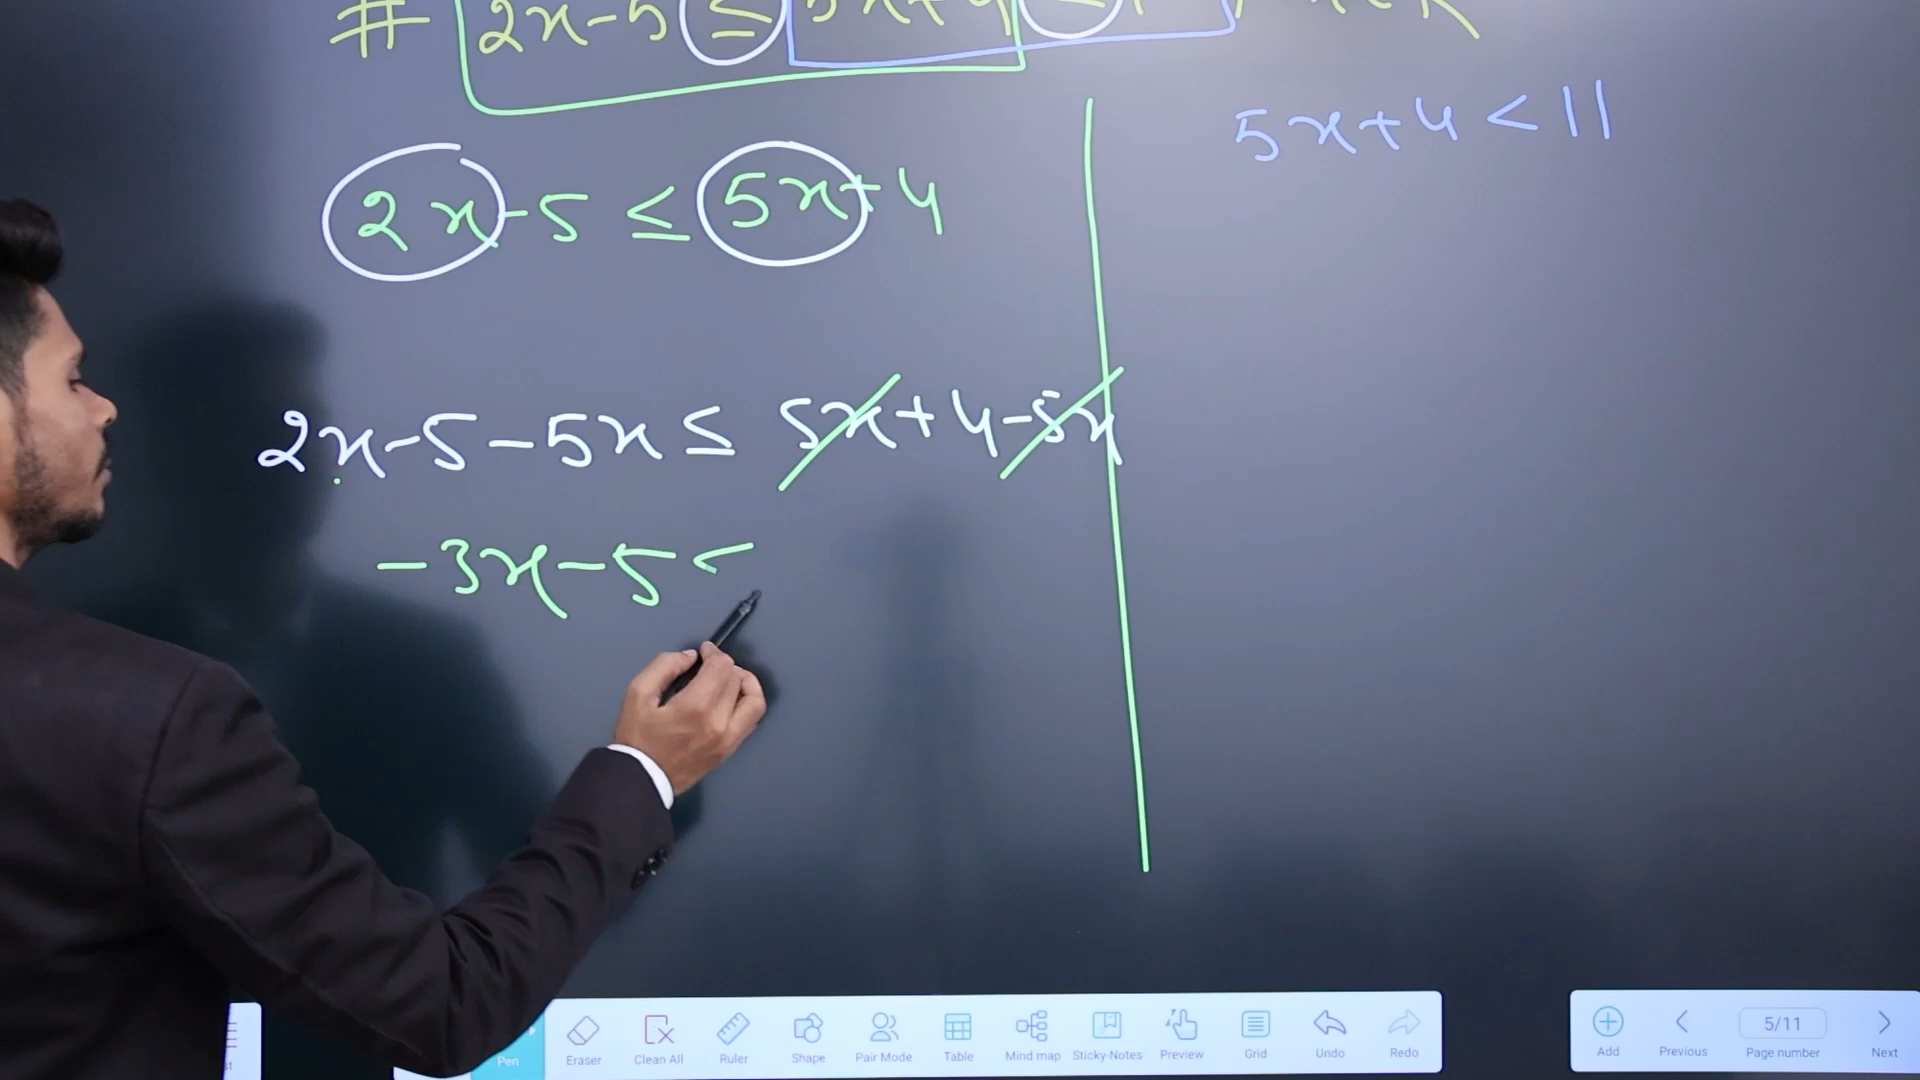 # 2x-5 ≤ 5x+4
2x-5 ≤ 5x+4
5x+4 < 11
2x-5-5x ≤ 5x+4-5x
-3x-5 <
Pen Eraser Clean All Ruler Shape Pair Mode Table Mind map Sticky-Notes Preview Grid Undo Redo
Add Previous 5/11 Page number Next